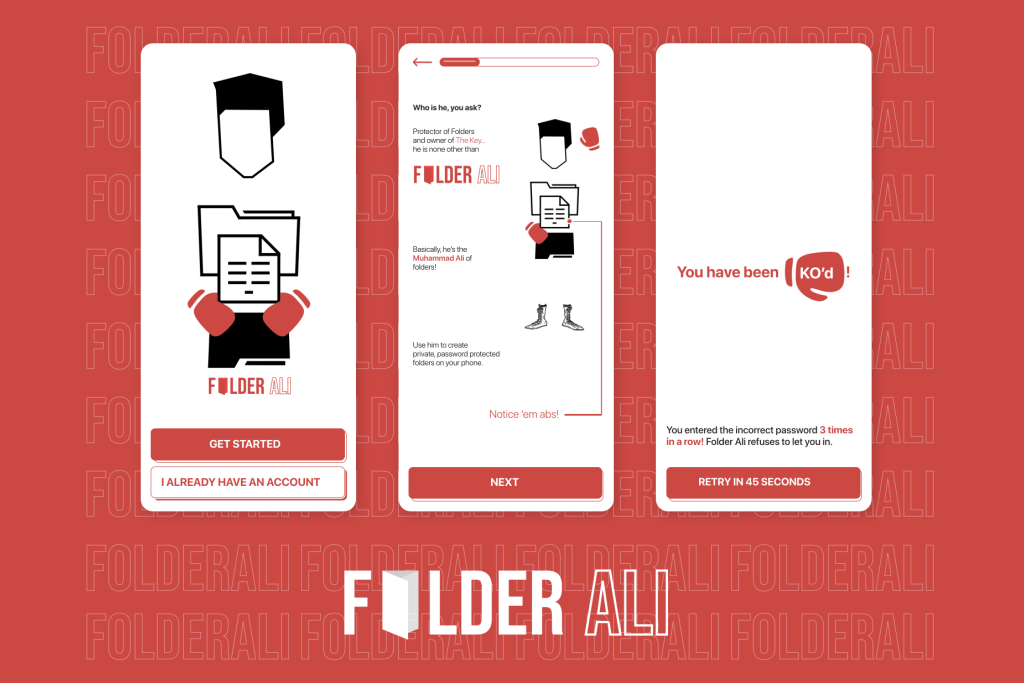 FOLDERALI FOLDERALI FOLDERALI FOLDERALI
FOLDER ALI
GET STARTED
I ALREADY HAVE AN ACCOUNT
Who is he, you ask?
Protector of Folders
and owner of The Key..
he is none other than
FOLDER ALI
Basically, he's the
Muhammad Ali of
folders!
Use him to create
private, password protected
folders on your phone.
Notice 'em abs!
NEXT
You have been KO'd !
You entered the incorrect password 3 times
in a row! Folder Ali refuses to let you in.
RETRY IN 45 SECONDS
FOLDERALI FOLDERALI FOLDERALI FOLDERALI
FOLDER ALI
FOLDERALI FOLDERALI FOLDERALI FOLDERALI